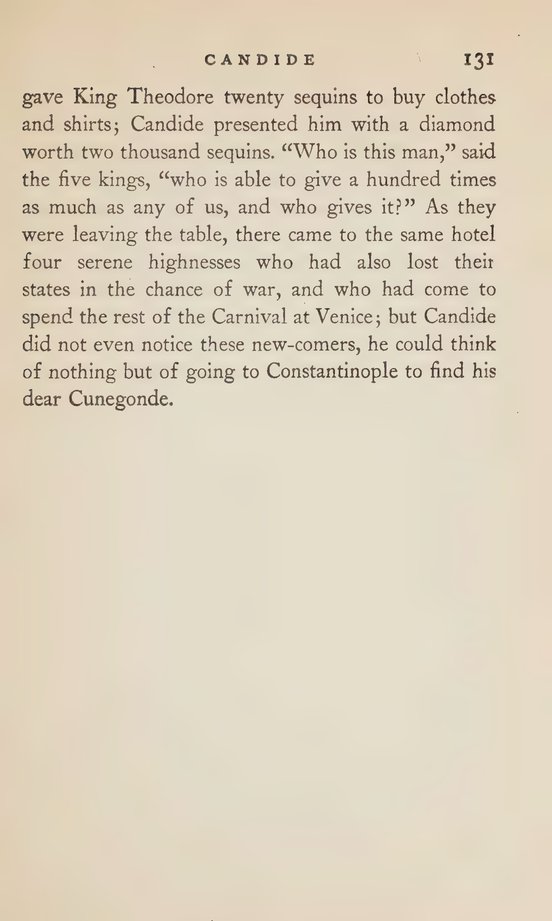 CANDIDE 131
gave King Theodore twenty sequins to buy clothes
and shirts; Candide presented him with a diamond
worth two thousand sequins. “Who is this man,” said
the five kings, “who is able to give a hundred times
as much as any of us, and who gives it?” As they
were leaving the table, there came to the same hotel
four serene highnesses who had also lost their
states in the chance of war, and who had come to
spend the rest of the Carnival at Venice; but Candide
did not even notice these new-comers, he could think
of nothing but of going to Constantinople to find his
dear Cunegonde.